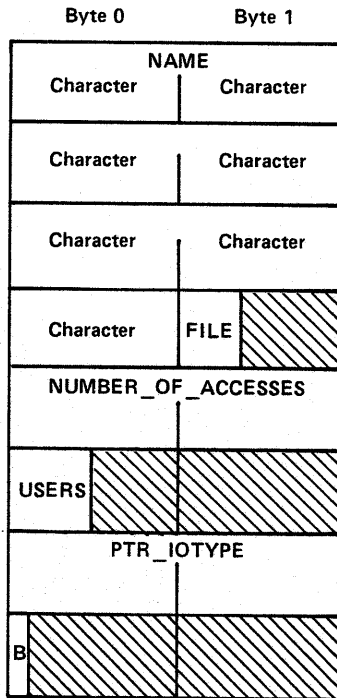 Byte 0 Byte 1
NAME
Character Character
Character Character
Character Character
Character FILE
NUMBER_OF_ACCESSES
USERS
PTR_IOTYPE
B